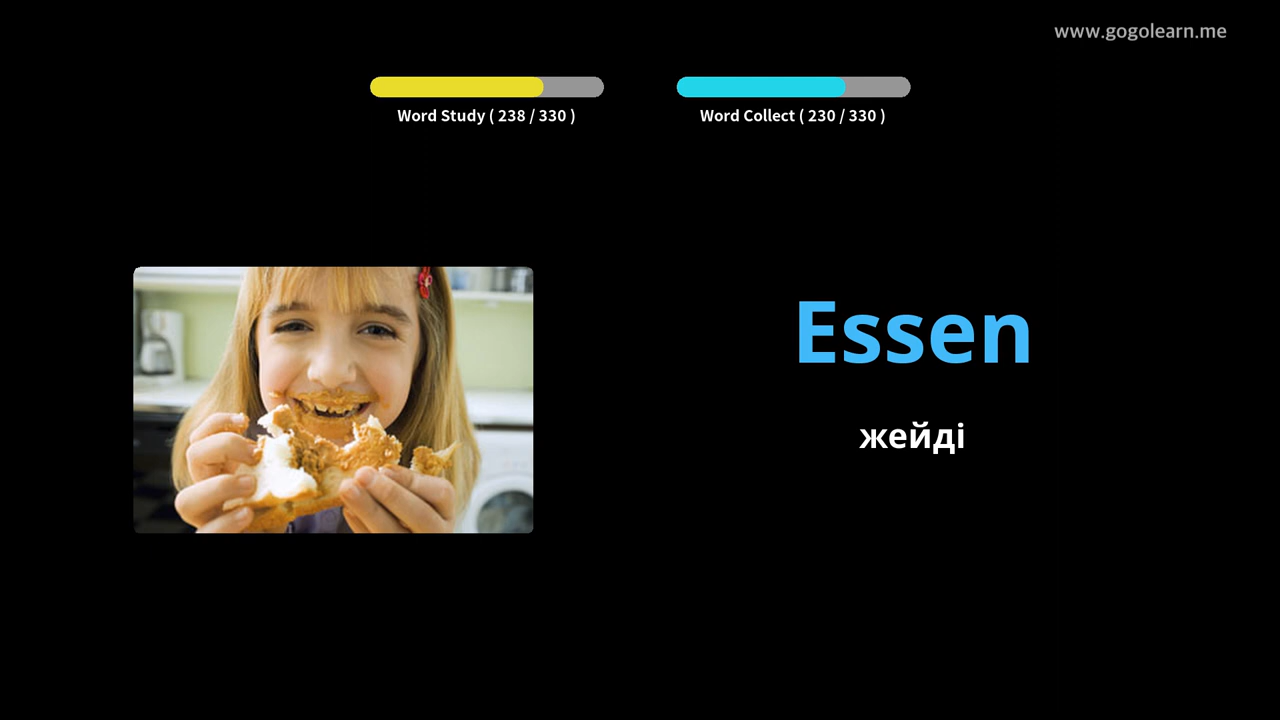 www.gogolearn.me
Word Study ( 238 / 330 )
Word Collect ( 230 / 330 )
Essen
жейді